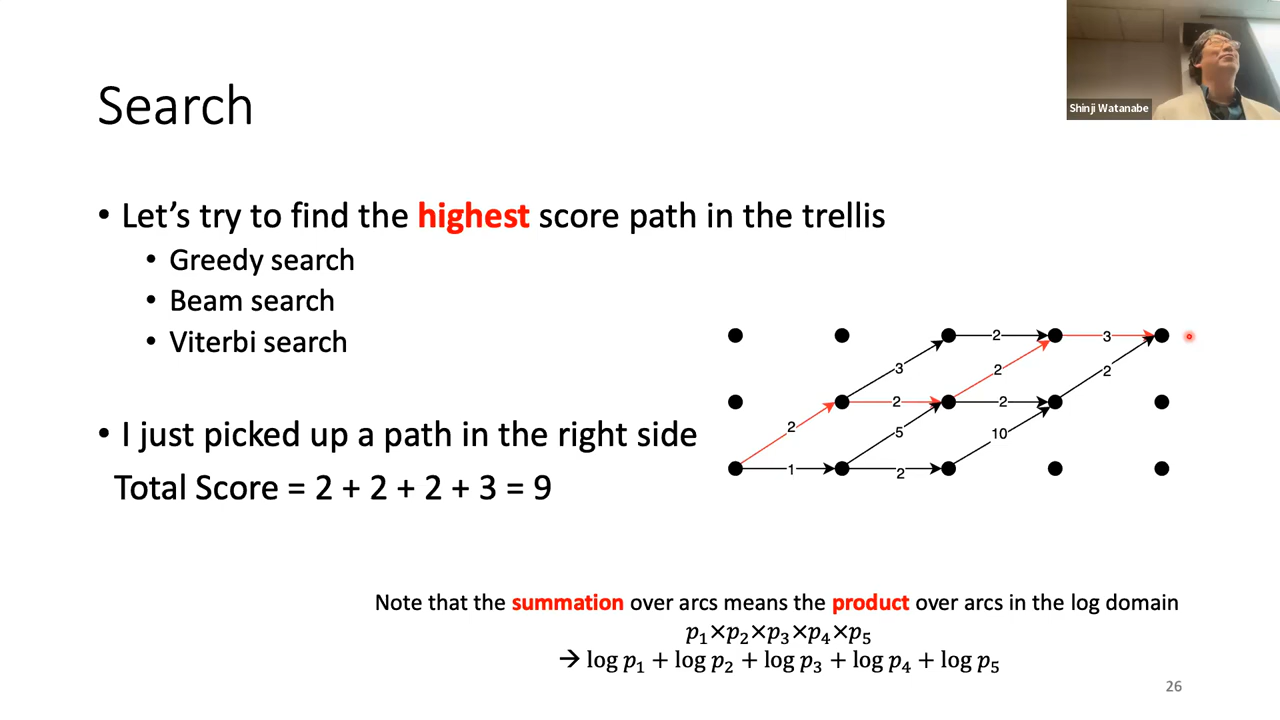 Shinji Watanabe
Search
• Let’s try to find the highest score path in the trellis
• Greedy search
• Beam search
• Viterbi search
• I just picked up a path in the right side
Total Score = 2 + 2 + 2 + 3 = 9
2 3
3 2 2
2 2 2
5 10
1 2
Note that the summation over arcs means the product over arcs in the log domain
p₁×p₂×p₃×p₄×p₅
→ log p₁ + log p₂ + log p₃ + log p₄ + log p₅
26